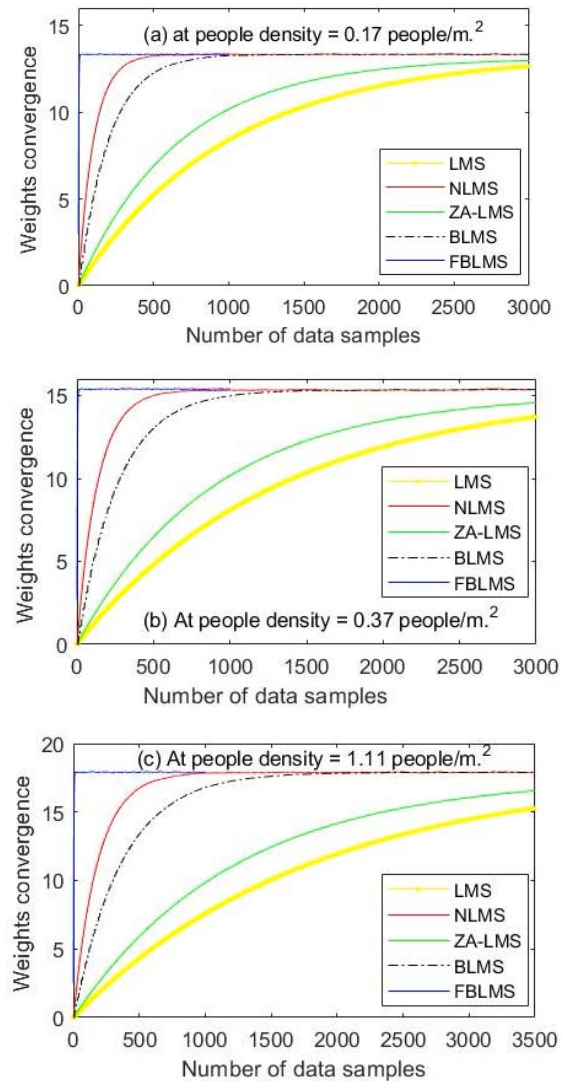 (a) at people density = 0.17 people/m.²
Weights convergence
15
10
5
0
LMS
NLMS
ZA-LMS
BLMS
FBLMS
0 500 1000 1500 2000 2500 3000
Number of data samples
15
10
5
0
Weights convergence
LMS
NLMS
ZA-LMS
BLMS
FBLMS
(b) At people density = 0.37 people/m.²
0 500 1000 1500 2000 2500 3000
Number of data samples
20
15
10
5
0
(c) At people density = 1.11 people/m.²
Weights convergence
LMS
NLMS
ZA-LMS
BLMS
FBLMS
0 500 1000 1500 2000 2500 3000 3500
Number of data samples